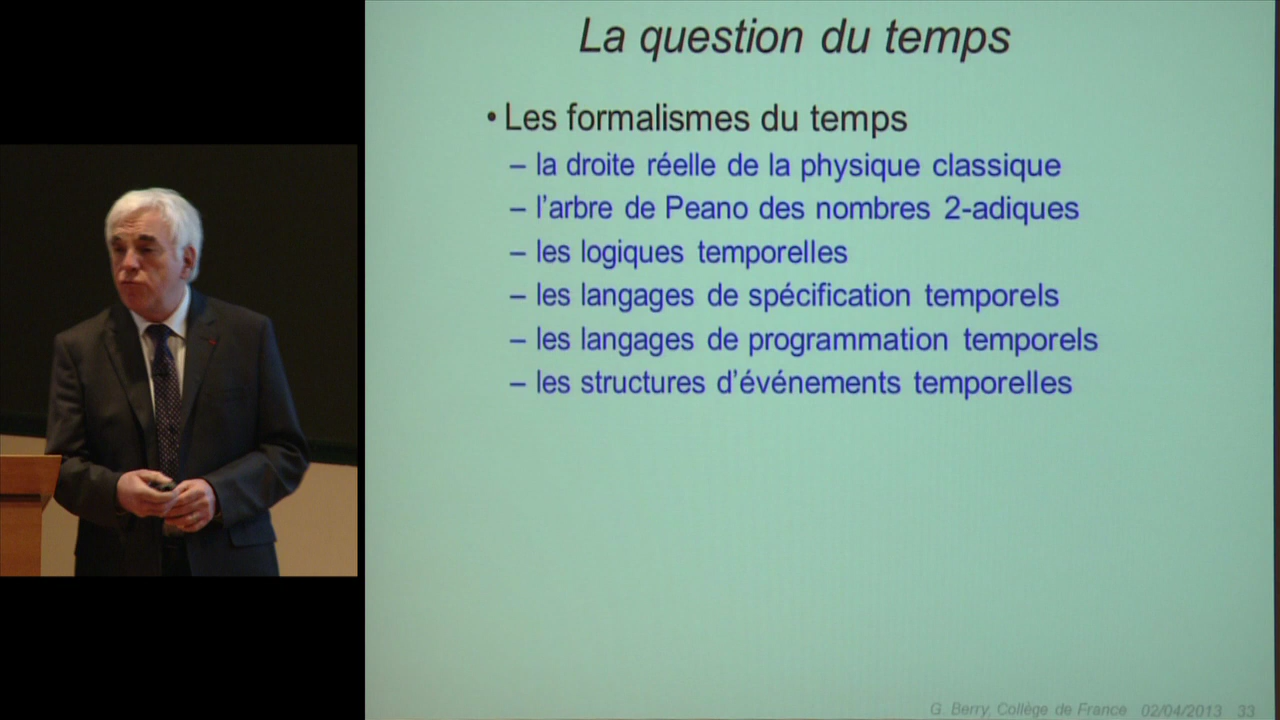 La question du temps
• Les formalismes du temps
– la droite réelle de la physique classique
– l'arbre de Peano des nombres 2-adiques
– les logiques temporelles
– les langages de spécification temporels
– les langages de programmation temporels
– les structures d'événements temporelles
G. Berry, Collège de France 02/04/2013 33